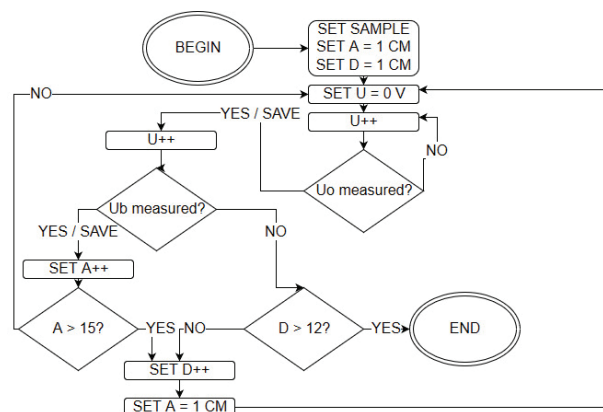 BEGIN
SET SAMPLE
SET A = 1 CM
SET D = 1 CM
NO
SET U = 0 V
YES / SAVE
U++
U++
NO
Uo measured?
Ub measured?
YES / SAVE
NO
SET A++
A > 15?
YES
NO
D > 12?
YES
END
SET D++
SET A = 1 CM